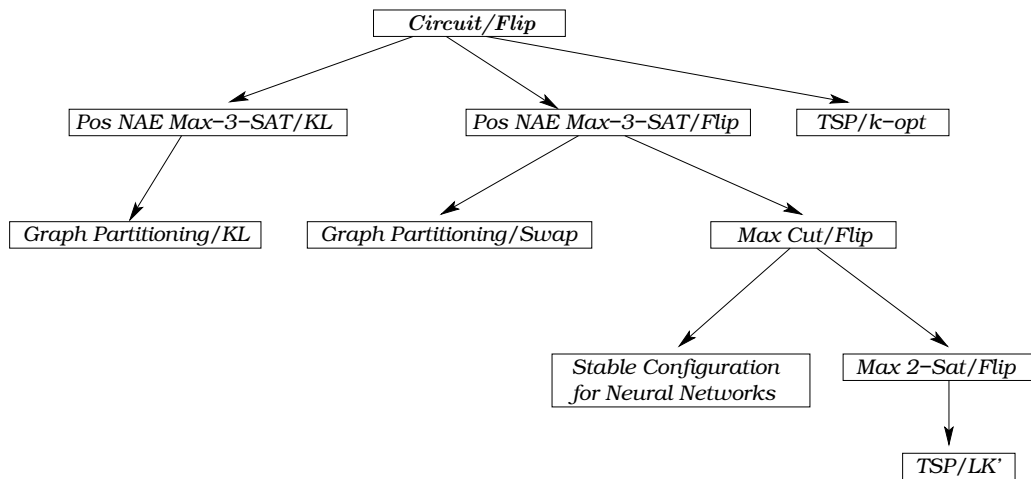 Circuit/Flip
Pos NAE Max−3−SAT/KL
Pos NAE Max−3−SAT/Flip
TSP/k−opt
Graph Partitioning/KL
Graph Partitioning/Swap
Max Cut/Flip
Stable Configuration
for Neural Networks
Max 2−Sat/Flip
TSP/LK’